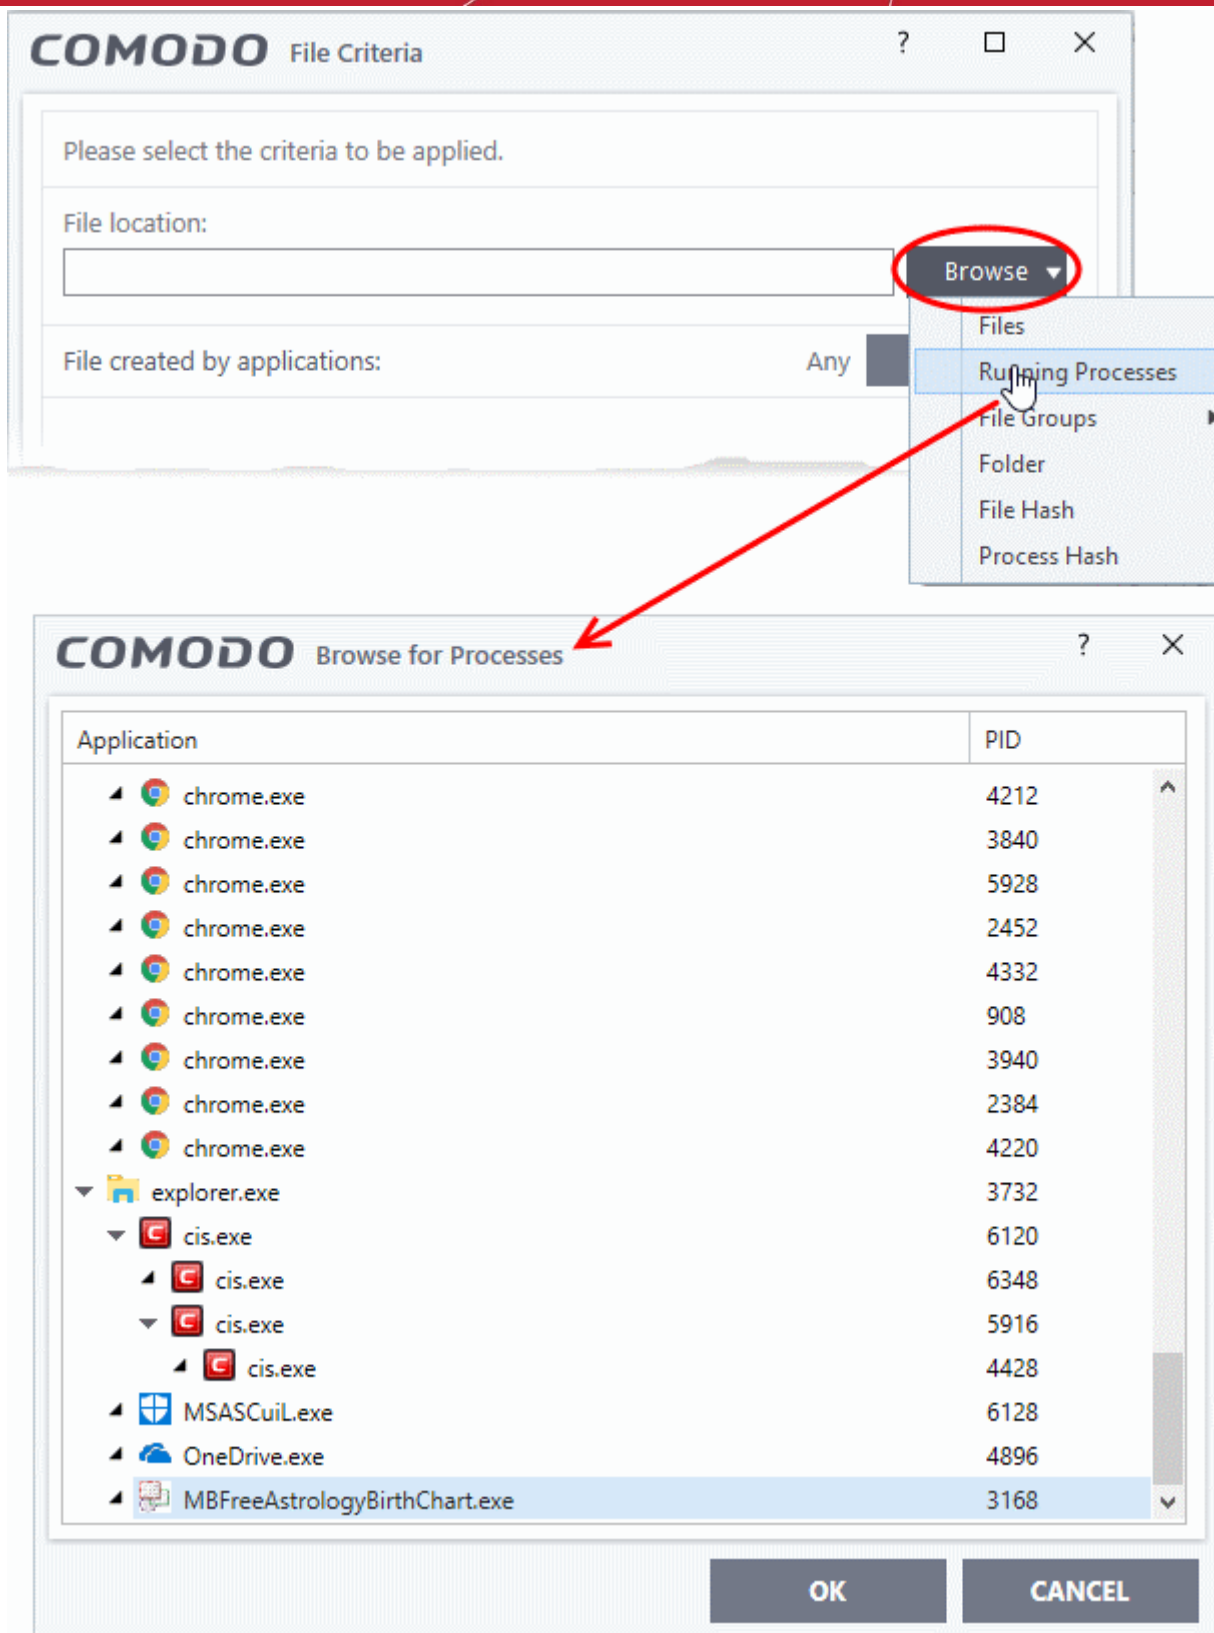 COMODO File Criteria ?
Please select the criteria to be applied.
File location:
Browse
Files
File created by applications: Any
Running Processes
File Groups
Folder
File Hash
Process Hash
COMODO Browse for Processes ?
Application PID
chrome.exe 4212
chrome.exe 3840
chrome.exe 5928
chrome.exe 2452
chrome.exe 4332
chrome.exe 908
chrome.exe 3940
chrome.exe 2384
chrome.exe 4220
explorer.exe 3732
cis.exe 6120
cis.exe 6348
cis.exe 5916
cis.exe 4428
MSASCuiL.exe 6128
OneDrive.exe 4896
MBFreeAstrologyBirthChart.exe 3168
OK CANCEL